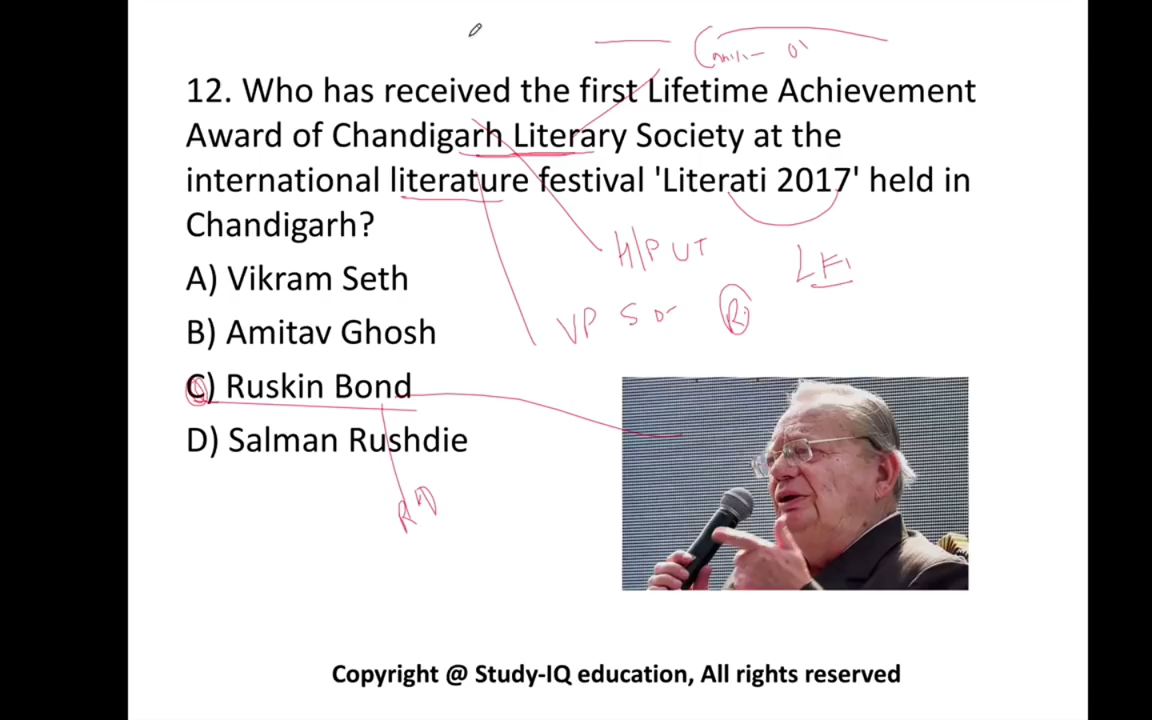 12. Who has received the first Lifetime Achievement
Award of Chandigarh Literary Society at the
international literature festival 'Literati 2017' held in
Chandigarh?
H/P UT
VP
A) Vikram Seth
B) Amitav Ghosh
C) Ruskin Bond
D) Salman Rushdie
Copyright @ Study-IQ education, All rights reserved